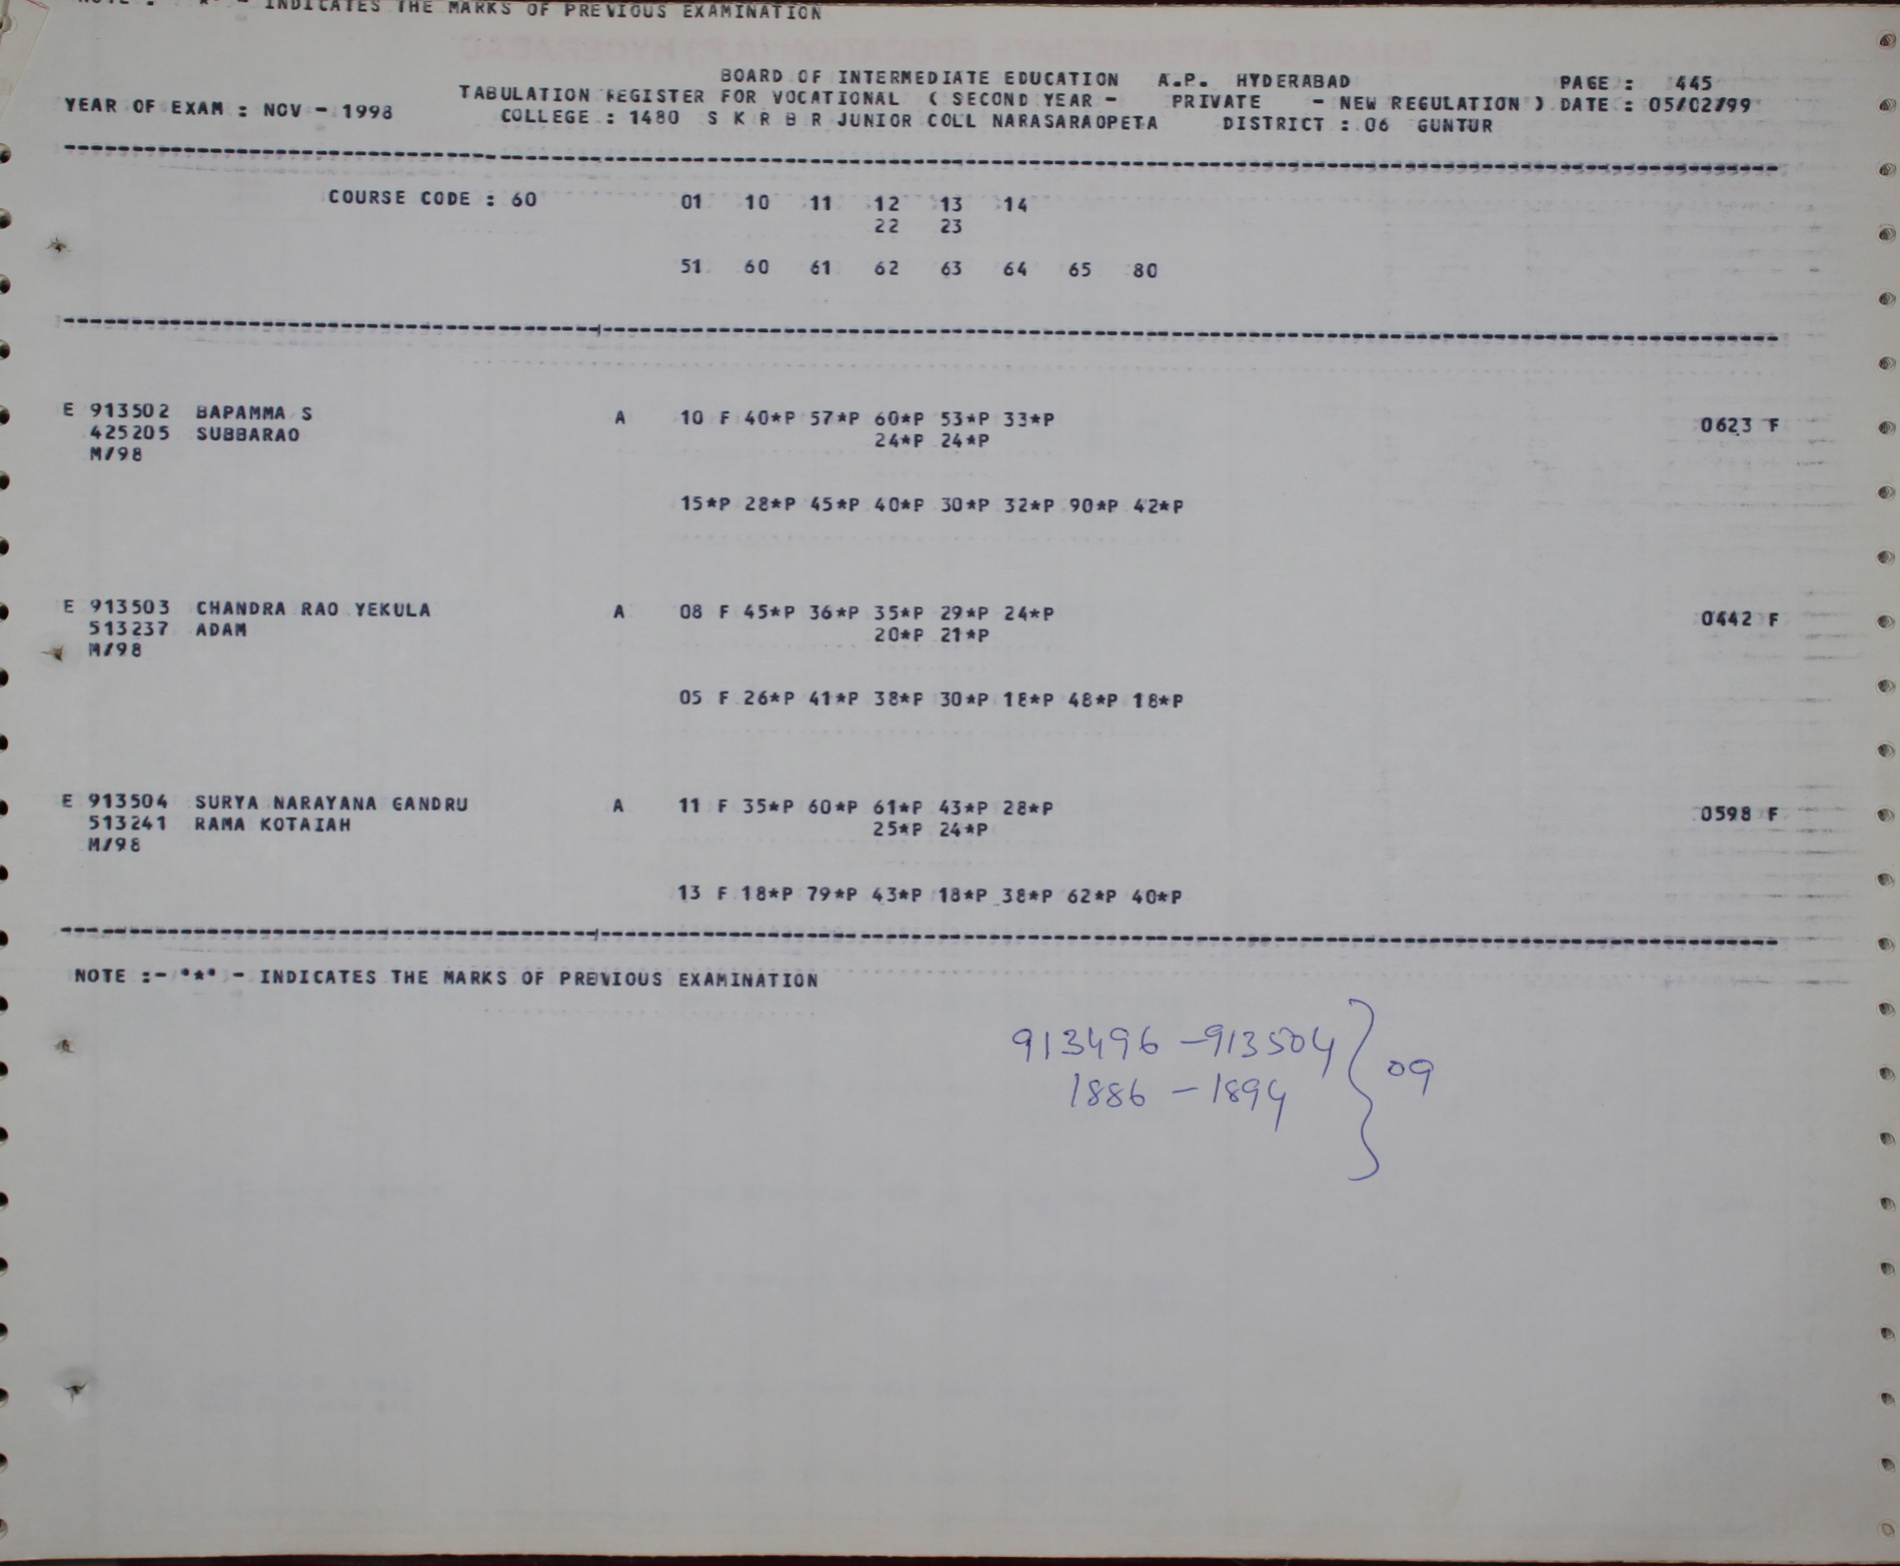 INDICATES THE MARKS OF PREVIOUS EXAMINATION
BOARD OF INTERMEDIATE EDUCATION A.P. HYDERABAD PAGE : 445
YEAR OF EXAM : NOV - 1998 TABULATION REGISTER FOR VOCATIONAL ( SECOND YEAR - PRIVATE - NEW REGULATION ) DATE : 05/02/99
COLLEGE : 1480 S K R B R JUNIOR COLL NARASARAOPETA DISTRICT : 06 GUNTUR
COURSE CODE : 60 01 10 11 12 13 14
22 23
51 60 61 62 63 64 65 80
E 913502 BAPAMMA S A 10 F 40*P 57*P 60*P 53*P 33*P 0623 F
425205 SUBBARAO 24*P 24*P
M/98
15*P 28*P 45*P 40*P 30*P 32*P 90*P 42*P
E 913503 CHANDRA RAO YEKULA A 08 F 45*P 36*P 35*P 29*P 24*P 0442 F
513237 ADAM 20*P 21*P
M/98
05 F 26*P 41*P 38*P 30*P 18*P 48*P 18*P
E 913504 SURYA NARAYANA GANDRU A 11 F 35*P 60*P 61*P 43*P 28*P 0598 F
513241 RAMA KOTAIAH 25*P 24*P
M/98
13 F 18*P 79*P 43*P 18*P 38*P 62*P 40*P
NOTE :- "*" - INDICATES THE MARKS OF PREVIOUS EXAMINATION
913496 - 913504 } 09
1886 - 1894